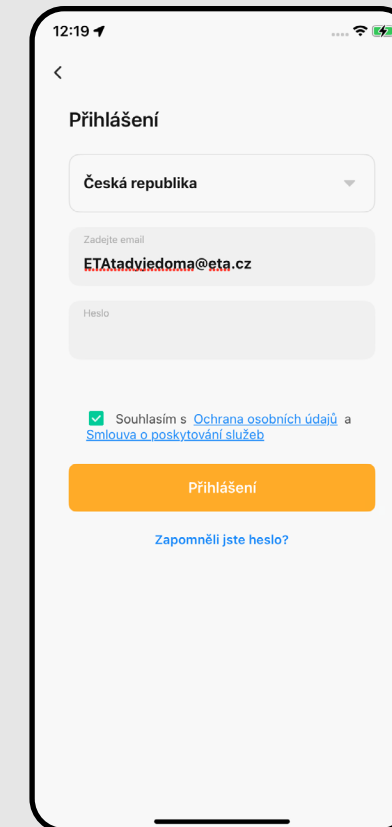 12:19
Přihlášení
Česká republika
Zadejte email
ETAtadyjedoma@eta.cz
Heslo
Souhlasím s Ochrana osobních údajů a
Smlouva o poskytování služeb
Přihlášení
Zapomněli jste heslo?